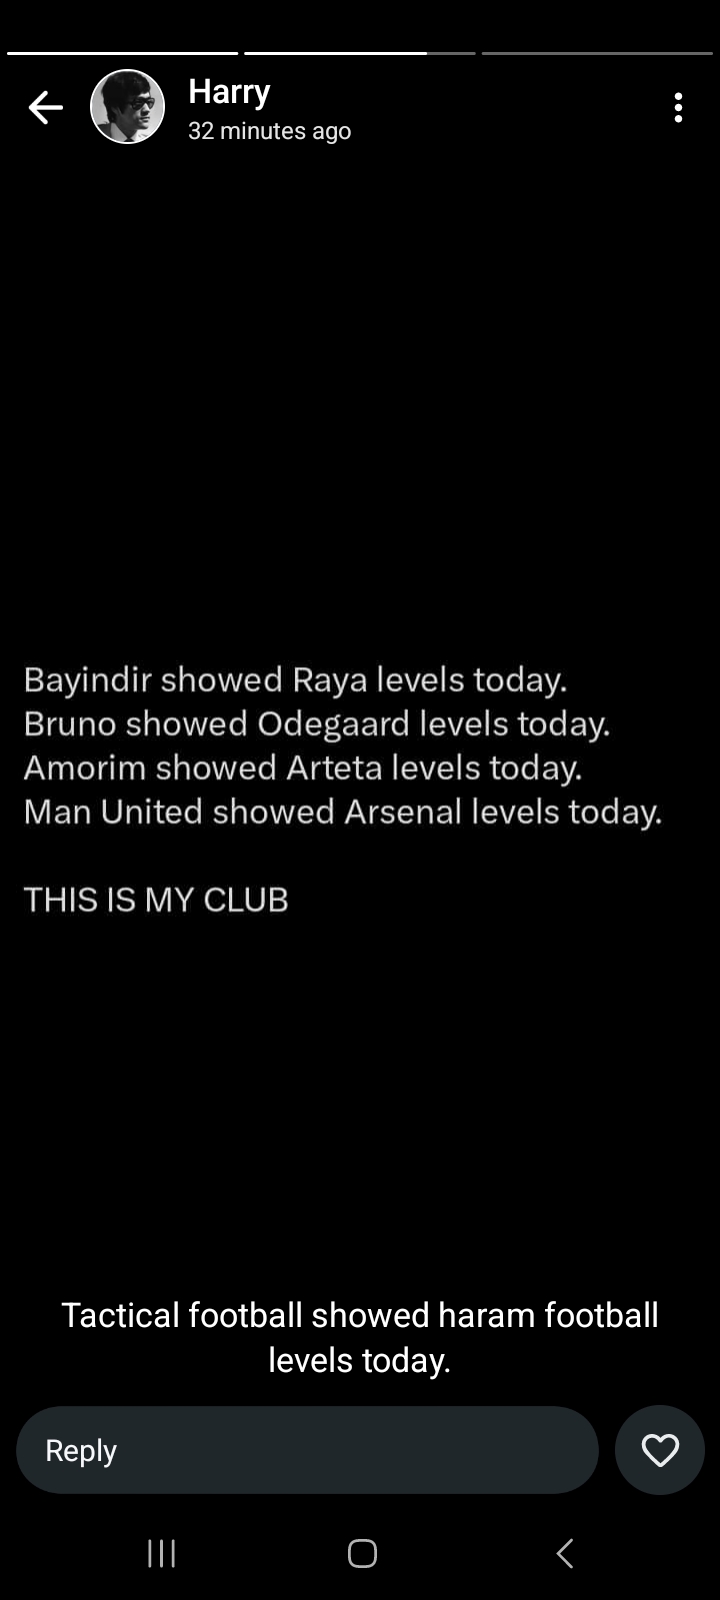 Harry
32 minutes ago
Bayindir showed Raya levels today.
Bruno showed Odegaard levels today.
Amorim showed Arteta levels today.
Man United showed Arsenal levels today.
THIS IS MY CLUB
Tactical football showed haram football
levels today.
Reply